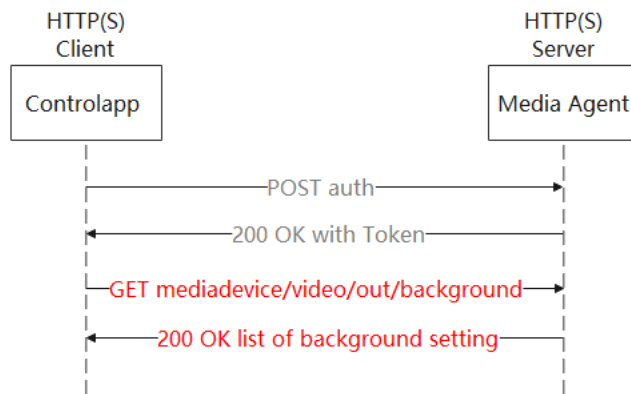 HTTP(S)
Client
HTTP(S)
Server
Controlapp
Media Agent
POST auth
200 OK with Token
GET mediadevice/video/out/background
200 OK list of background setting